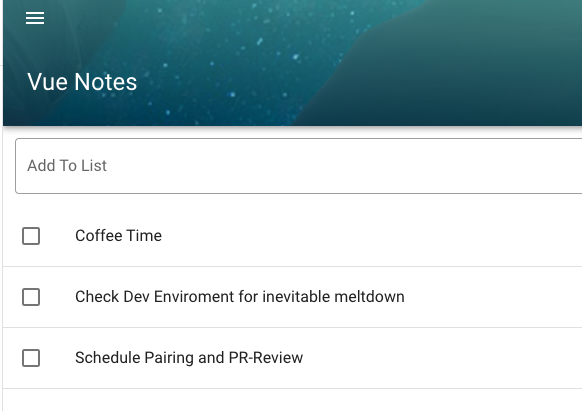 Vue Notes
Add To List
Coffee Time
Check Dev Enviroment for inevitable meltdown
Schedule Pairing and PR-Review